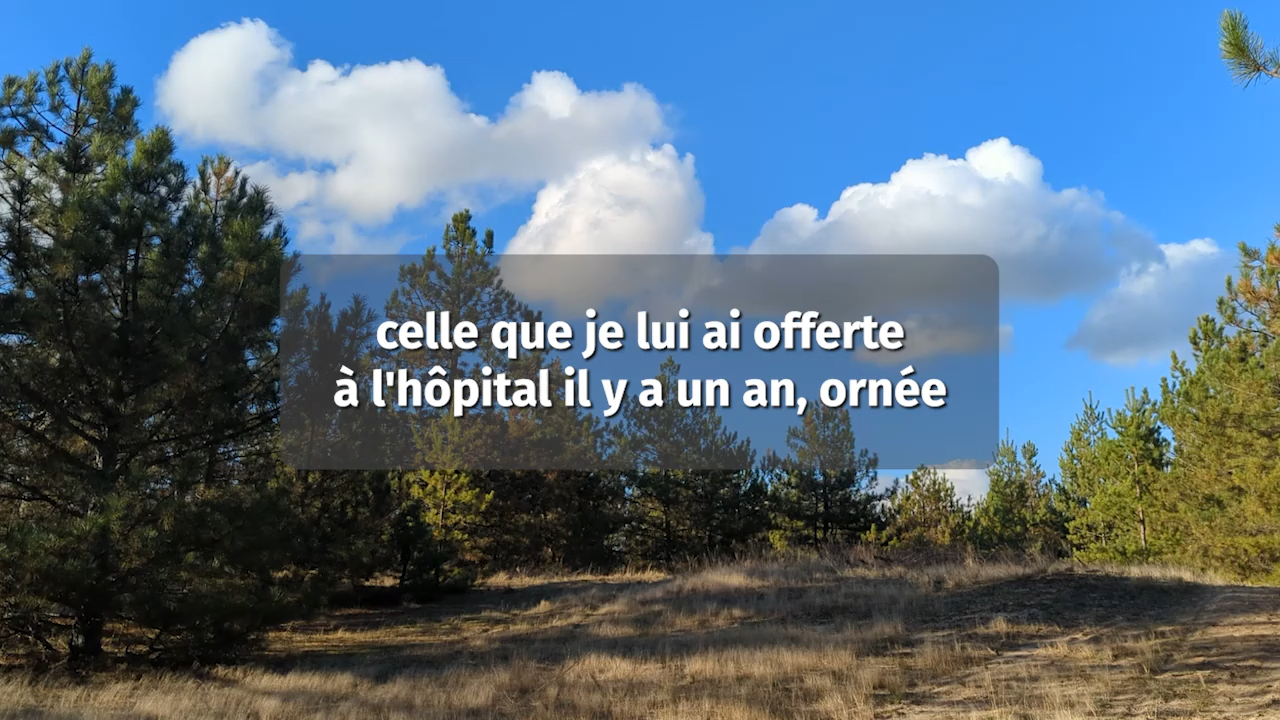 celle que je lui ai offerte
à l'hôpital il y a un an, ornée